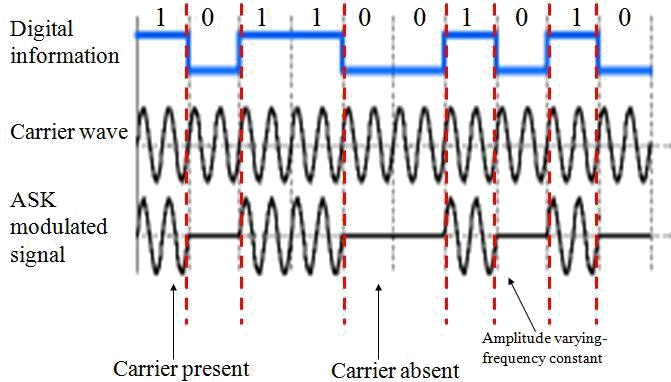 1 0 1 1 0 0 1 0 1 0
Digital
information
Carrier wave
ASK
modulated
signal
Carrier present
Carrier absent
Amplitude varying-
frequency constant